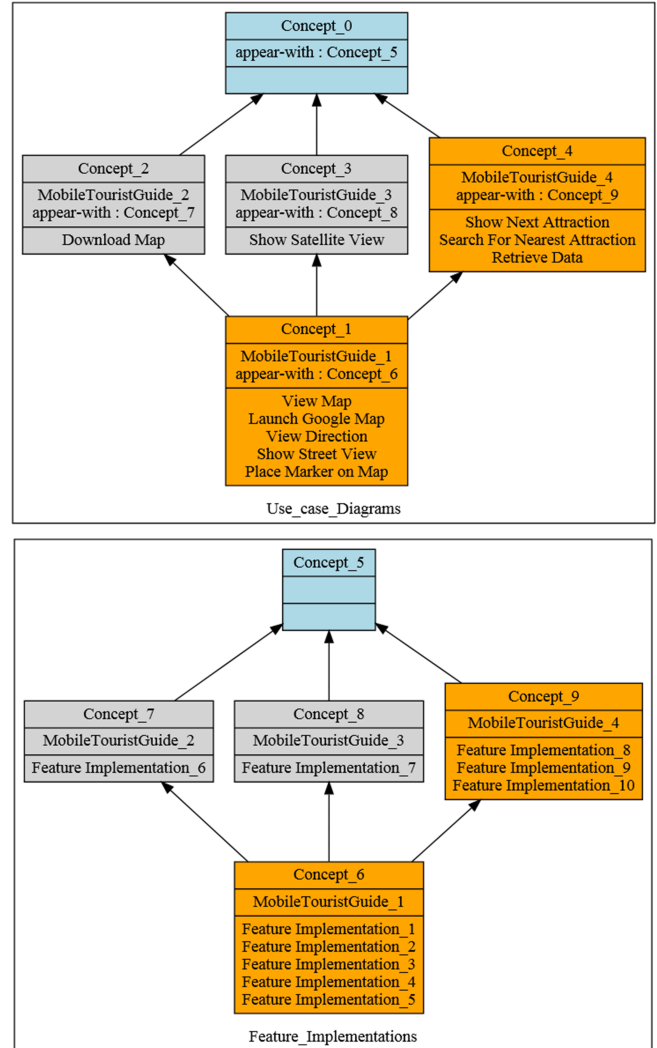 Concept_0
appear-with : Concept_5
Concept_2
MobileTouristGuide_2
appear-with : Concept_7
Download Map
Concept_3
MobileTouristGuide_3
appear-with : Concept_8
Show Satellite View
Concept_4
MobileTouristGuide_4
appear-with : Concept_9
Show Next Attraction
Search For Nearest Attraction
Retrieve Data
Concept_1
MobileTouristGuide_1
appear-with : Concept_6
View Map
Launch Google Map
View Direction
Show Street View
Place Marker on Map
Use_case_Diagrams
Concept_5
Concept_7
MobileTouristGuide_2
Feature Implementation_6
Concept_8
MobileTouristGuide_3
Feature Implementation_7
Concept_9
MobileTouristGuide_4
Feature Implementation_8
Feature Implementation_9
Feature Implementation_10
Concept_6
MobileTouristGuide_1
Feature Implementation_1
Feature Implementation_2
Feature Implementation_3
Feature Implementation_4
Feature Implementation_5
Feature_Implementations